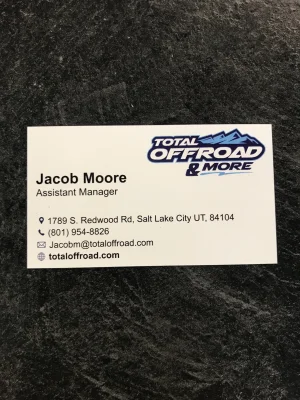 TOTAL
OFFROAD
& MORE
Jacob Moore
Assistant Manager
1789 S. Redwood Rd, Salt Lake City UT, 84104
(801) 954-8826
Jacobm@totaloffroad.com
totaloffroad.com